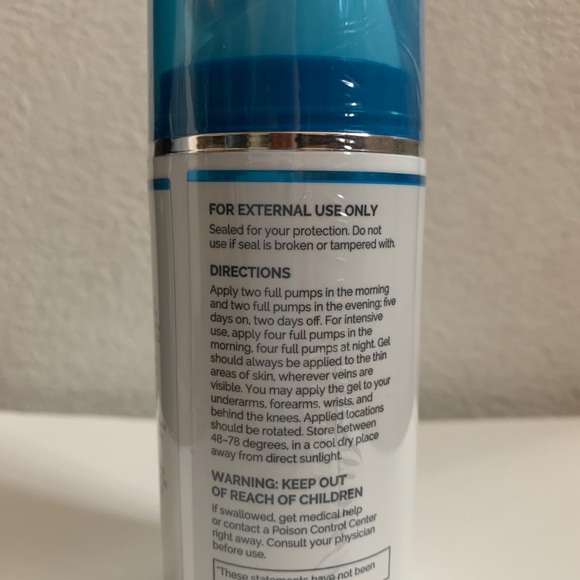 FOR EXTERNAL USE ONLY
Sealed for your protection. Do not
use if seal is broken or tampered with.
DIRECTIONS
Apply two full pumps in the morning
and two full pumps in the evening; five
days on, two days off. For intensive
use, apply four full pumps in the
morning, four full pumps at night. Gel
should always be applied to the thin
areas of skin, wherever veins are
visible. You may apply the gel to your
underarms, forearms, wrists, and
behind the knees. Applied locations
should be rotated. Store between
48-78 degrees, in a cool dry place
away from direct sunlight.
WARNING: KEEP OUT
OF REACH OF CHILDREN
If swallowed, get medical help
or contact a Poison Control Center
right away. Consult your physician
before use.
*These statements have not been